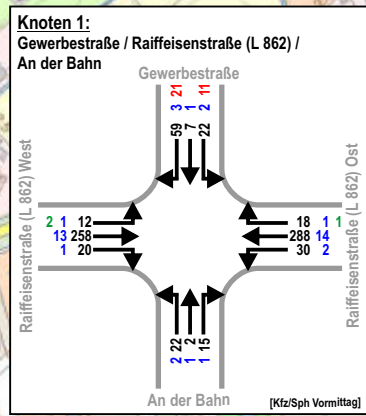 Knoten 1:
Gewerbestraße / Raiffeisenstraße (L 862) /
An der Bahn
Gewerbestraße
21 11
3 1 2
59 7 22
Raiffeisenstraße (L 862) West
2 1 12
13 258
1 20
18 1 1
288 14
30 2
Raiffeisenstraße (L 862) Ost
22 2 15
2 1 1
An der Bahn
[Kfz/Sph Vormittag]